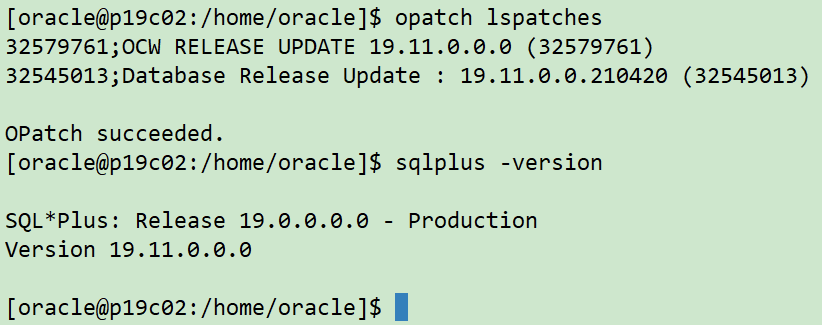 [oracle@p19c02:/home/oracle]$ opatch lspatches
32579761;OCW RELEASE UPDATE 19.11.0.0.0 (32579761)
32545013;Database Release Update : 19.11.0.0.210420 (32545013)
OPatch succeeded.
[oracle@p19c02:/home/oracle]$ sqlplus -version
SQL*Plus: Release 19.0.0.0.0 - Production
Version 19.11.0.0.0
[oracle@p19c02:/home/oracle]$